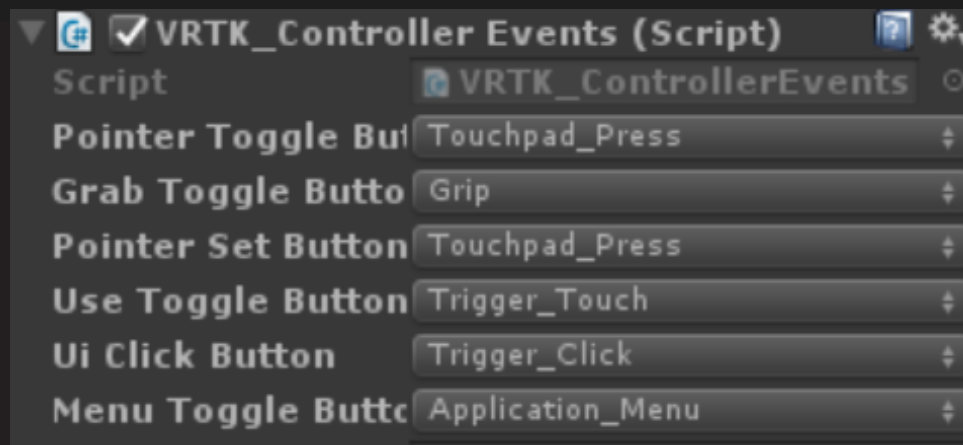 VRTK_Controller Events (Script)
Script VRTK_ControllerEvents
Pointer Toggle But Touchpad_Press
Grab Toggle Butto Grip
Pointer Set Button Touchpad_Press
Use Toggle Button Trigger_Touch
Ui Click Button Trigger_Click
Menu Toggle Butto Application_Menu